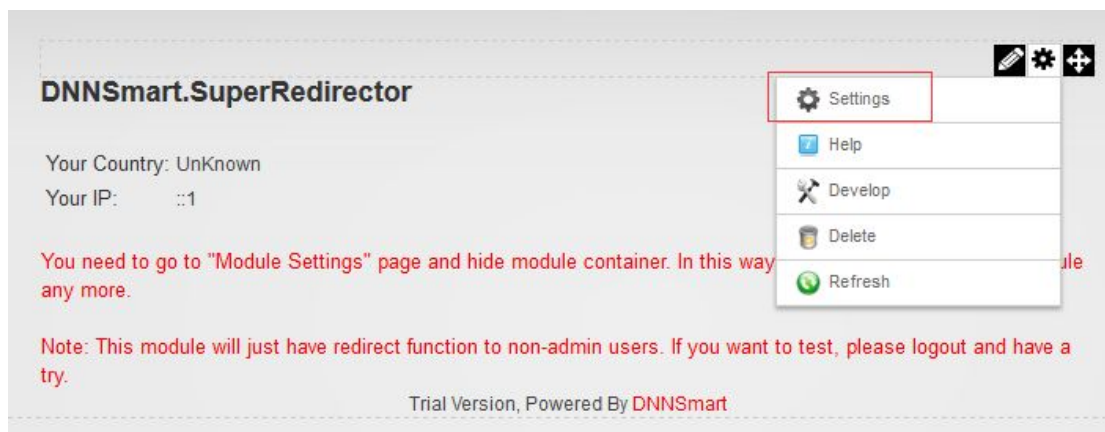 DNNSmart.SuperRedirector
Settings
Help
Develop
Delete
Refresh
Your Country: UnKnown
Your IP: ::1
You need to go to "Module Settings" page and hide module container. In this way
any more.
Note: This module will just have redirect function to non-admin users. If you want to test, please logout and have a
try.
Trial Version, Powered By DNNSmart